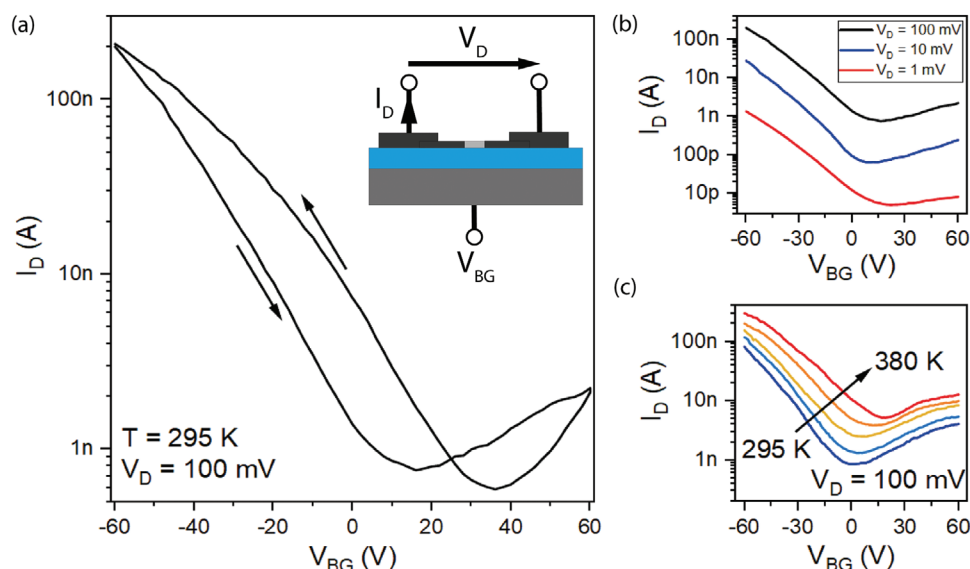 (a)
I_D (A)
100n
10n
1n
-60
-40
-20
0
20
40
60
V_BG (V)
V_D
I_D
V_BG
T = 295 K
V_D = 100 mV
(b)
I_D (A)
100n
10n
1n
100p
10p
V_D = 100 mV
V_D = 10 mV
V_D = 1 mV
-60
-30
0
30
60
V_BG (V)
(c)
I_D (A)
100n
10n
1n
380 K
295 K
V_D = 100 mV
-60
-30
0
30
60
V_BG (V)